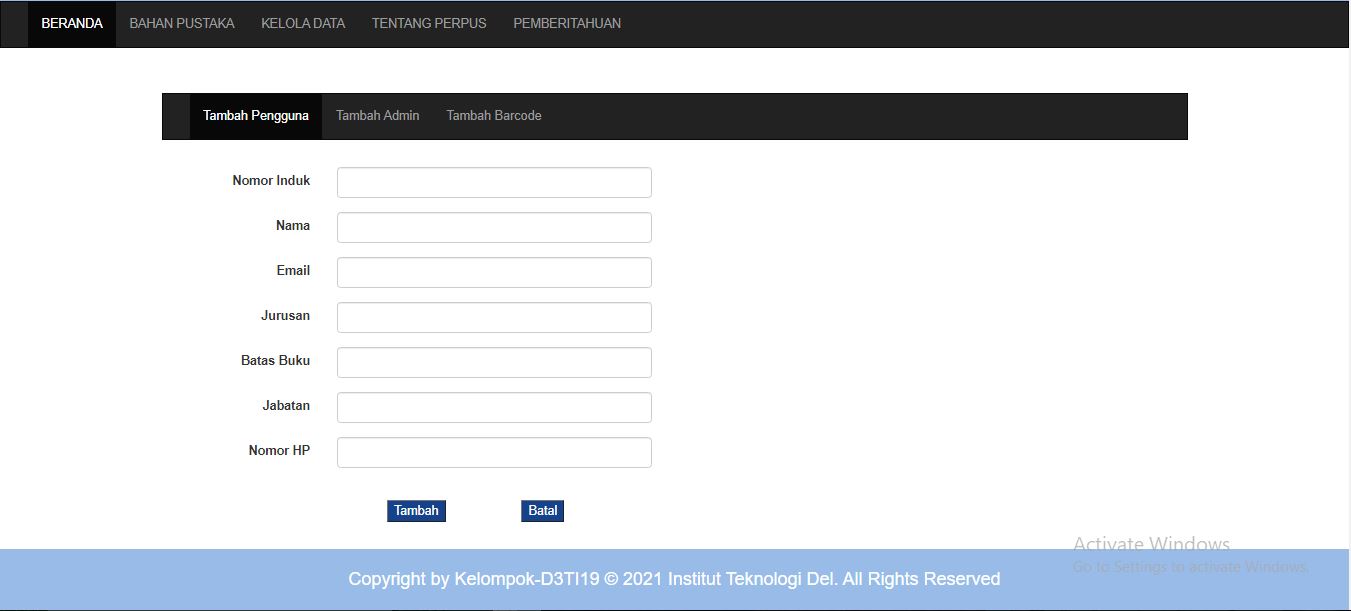 BERANDA BAHAN PUSTAKA KELOLA DATA TENTANG PERPUS PEMBERITAHUAN
Tambah Pengguna Tambah Admin Tambah Barcode
Nomor Induk
Nama
Email
Jurusan
Batas Buku
Jabatan
Nomor HP
Tambah Batal
Activate Windows
Go to Settings to activate Windows.
Copyright by Kelompok-D3TI19 © 2021 Institut Teknologi Del. All Rights Reserved